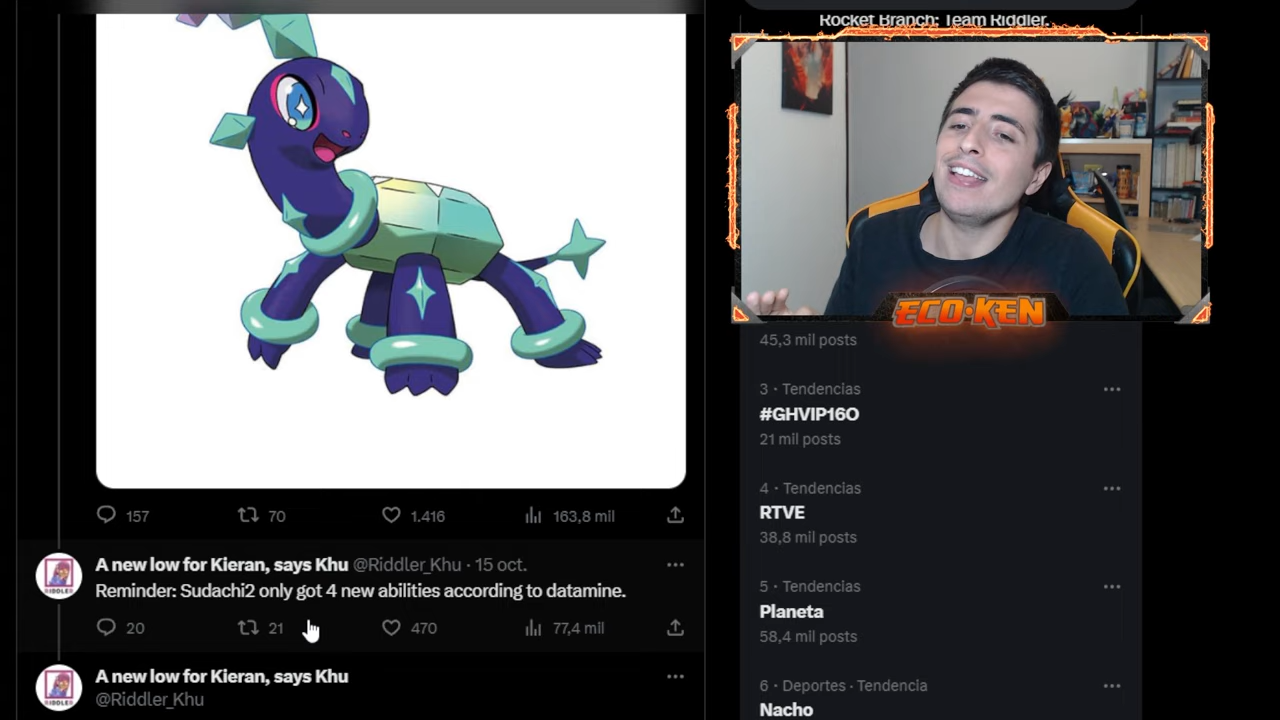 157
70
1.416
163,8 mil
A new low for Kieran, says Khu @Riddler_Khu · 15 oct.
Reminder: Sudachi2 only got 4 new abilities according to datamine.
20
21
470
77,4 mil
A new low for Kieran, says Khu
@Riddler_Khu
Rocket Branch: Team Riddler.
ECO·KEN
45,3 mil posts
3 · Tendencias
#GHVIP16O
21 mil posts
4 · Tendencias
RTVE
38,8 mil posts
5 · Tendencias
Planeta
58,4 mil posts
6 · Deportes · Tendencia
Nacho